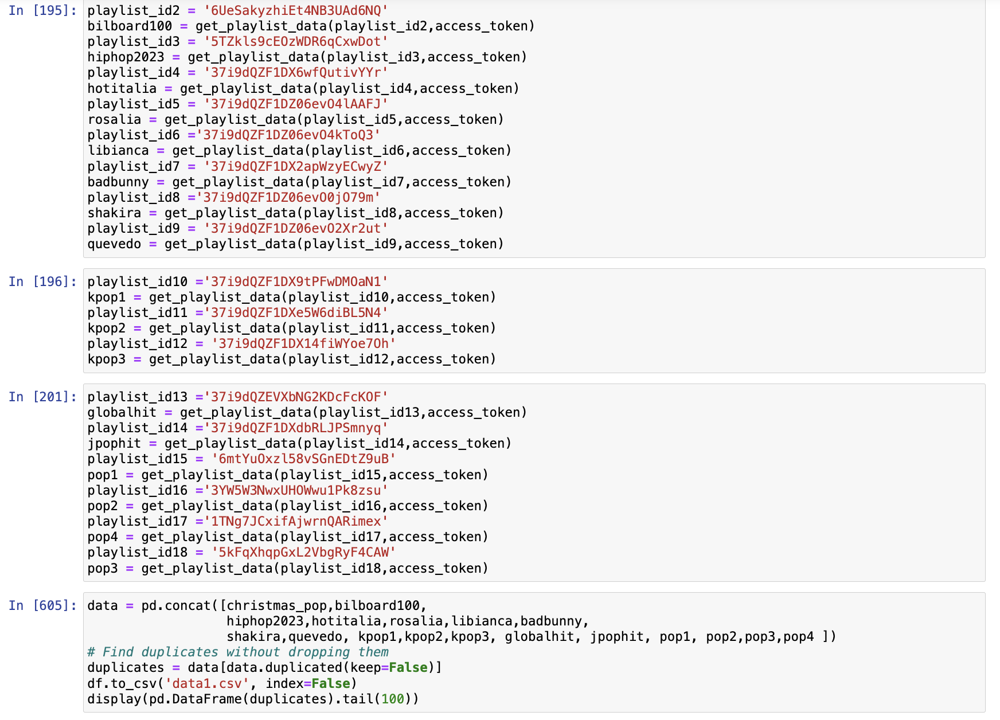 In [195]: playlist_id2 = '6UeSakyzhiEt4NB3UAd6NQ'
bilboard100 = get_playlist_data(playlist_id2,access_token)
playlist_id3 = '5TZkls9cEOzWDR6qCxwDot'
hiphop2023 = get_playlist_data(playlist_id3,access_token)
playlist_id4 = '37i9dQZF1DX6wfQutivYYr'
hotitalia = get_playlist_data(playlist_id4,access_token)
playlist_id5 = '37i9dQZF1DZ06evO4lAAFJ'
rosalia = get_playlist_data(playlist_id5,access_token)
playlist_id6 ='37i9dQZF1DZ06evO4kToQ3'
libianca = get_playlist_data(playlist_id6,access_token)
playlist_id7 = '37i9dQZF1DX2apWzyECwyZ'
badbunny = get_playlist_data(playlist_id7,access_token)
playlist_id8 ='37i9dQZF1DZ06evO0jO79m'
shakira = get_playlist_data(playlist_id8,access_token)
playlist_id9 = '37i9dQZF1DZ06evO2Xr2ut'
quevedo = get_playlist_data(playlist_id9,access_token)
In [196]: playlist_id10 ='37i9dQZF1DX9tPFwDMOaN1'
kpop1 = get_playlist_data(playlist_id10,access_token)
playlist_id11 ='37i9dQZF1DXe5W6diBL5N4'
kpop2 = get_playlist_data(playlist_id11,access_token)
playlist_id12 = '37i9dQZF1DX14fiWYoe7Oh'
kpop3 = get_playlist_data(playlist_id12,access_token)
In [201]: playlist_id13 ='37i9dQZEVXbNG2KDcFcKOF'
globalhit = get_playlist_data(playlist_id13,access_token)
playlist_id14 ='37i9dQZF1DXdbRLJPSmnyq'
jpophit = get_playlist_data(playlist_id14,access_token)
playlist_id15 = '6mtYuOxzl58vSGnEDtZ9uB'
pop1 = get_playlist_data(playlist_id15,access_token)
playlist_id16 ='3YW5W3NwxUHOWwu1Pk8zsu'
pop2 = get_playlist_data(playlist_id16,access_token)
playlist_id17 ='1TNg7JCxifAjwrnQARimex'
pop4 = get_playlist_data(playlist_id17,access_token)
playlist_id18 = '5kFqXhqpGxL2VbgRyF4CAW'
pop3 = get_playlist_data(playlist_id18,access_token)
In [605]: data = pd.concat([christmas_pop,bilboard100,
hiphop2023,hotitalia,rosalia,libianca,badbunny,
shakira,quevedo, kpop1,kpop2,kpop3, globalhit, jpophit, pop1, pop2,pop3,pop4 ])
# Find duplicates without dropping them
duplicates = data[data.duplicated(keep=False)]
df.to_csv('data1.csv', index=False)
display(pd.DataFrame(duplicates).tail(100))